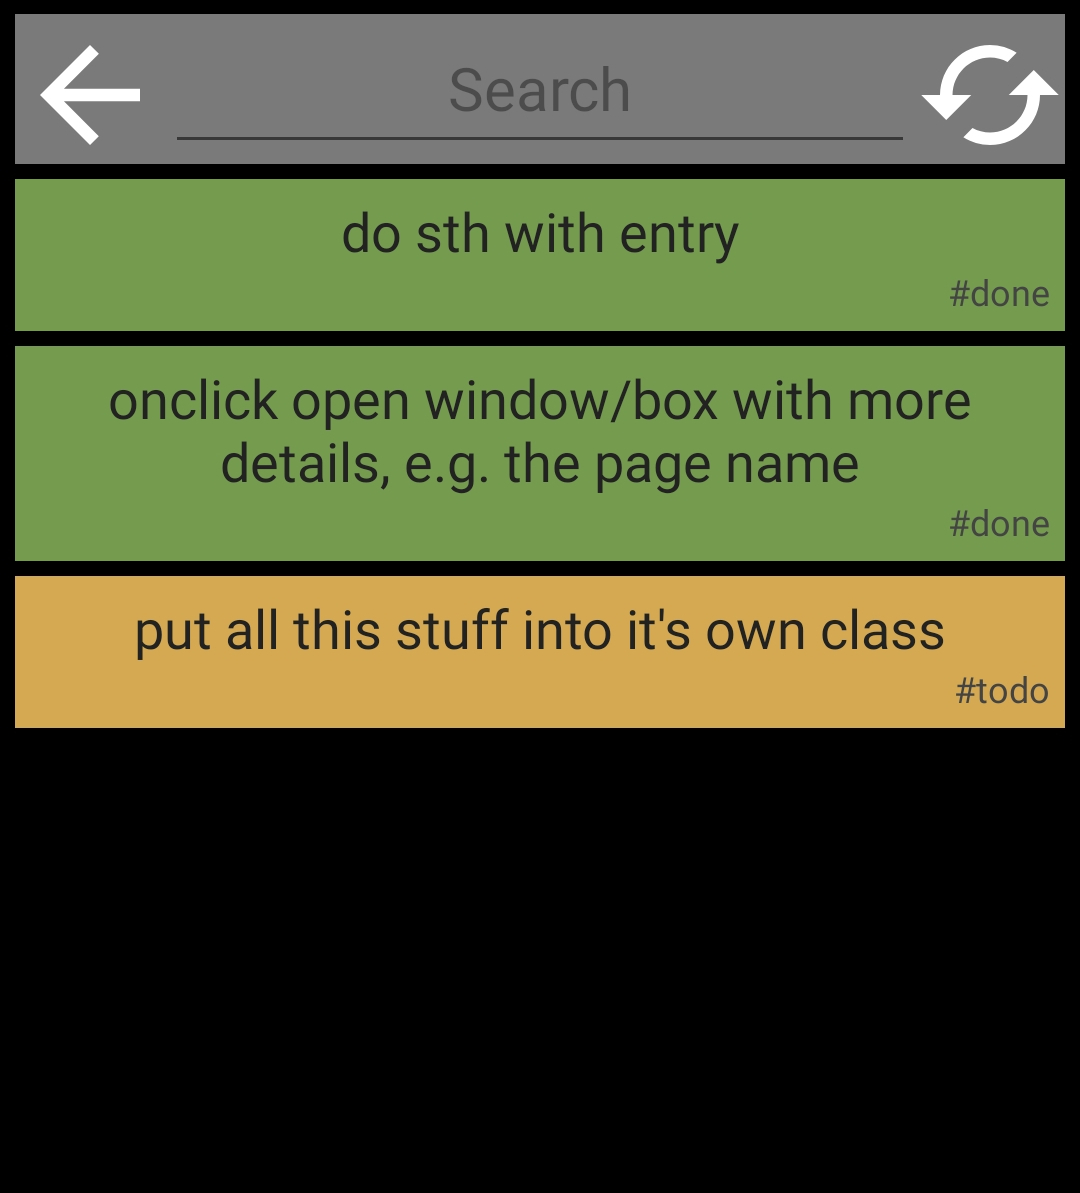 Search
do sth with entry
#done
onclick open window/box with more
details, e.g. the page name
#done
put all this stuff into it's own class
#todo